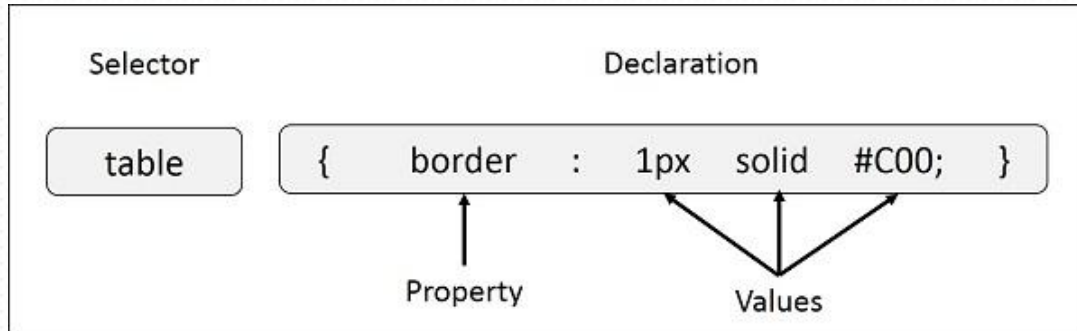 Selector Declaration
table { border : 1px solid #C00; }
Property Values